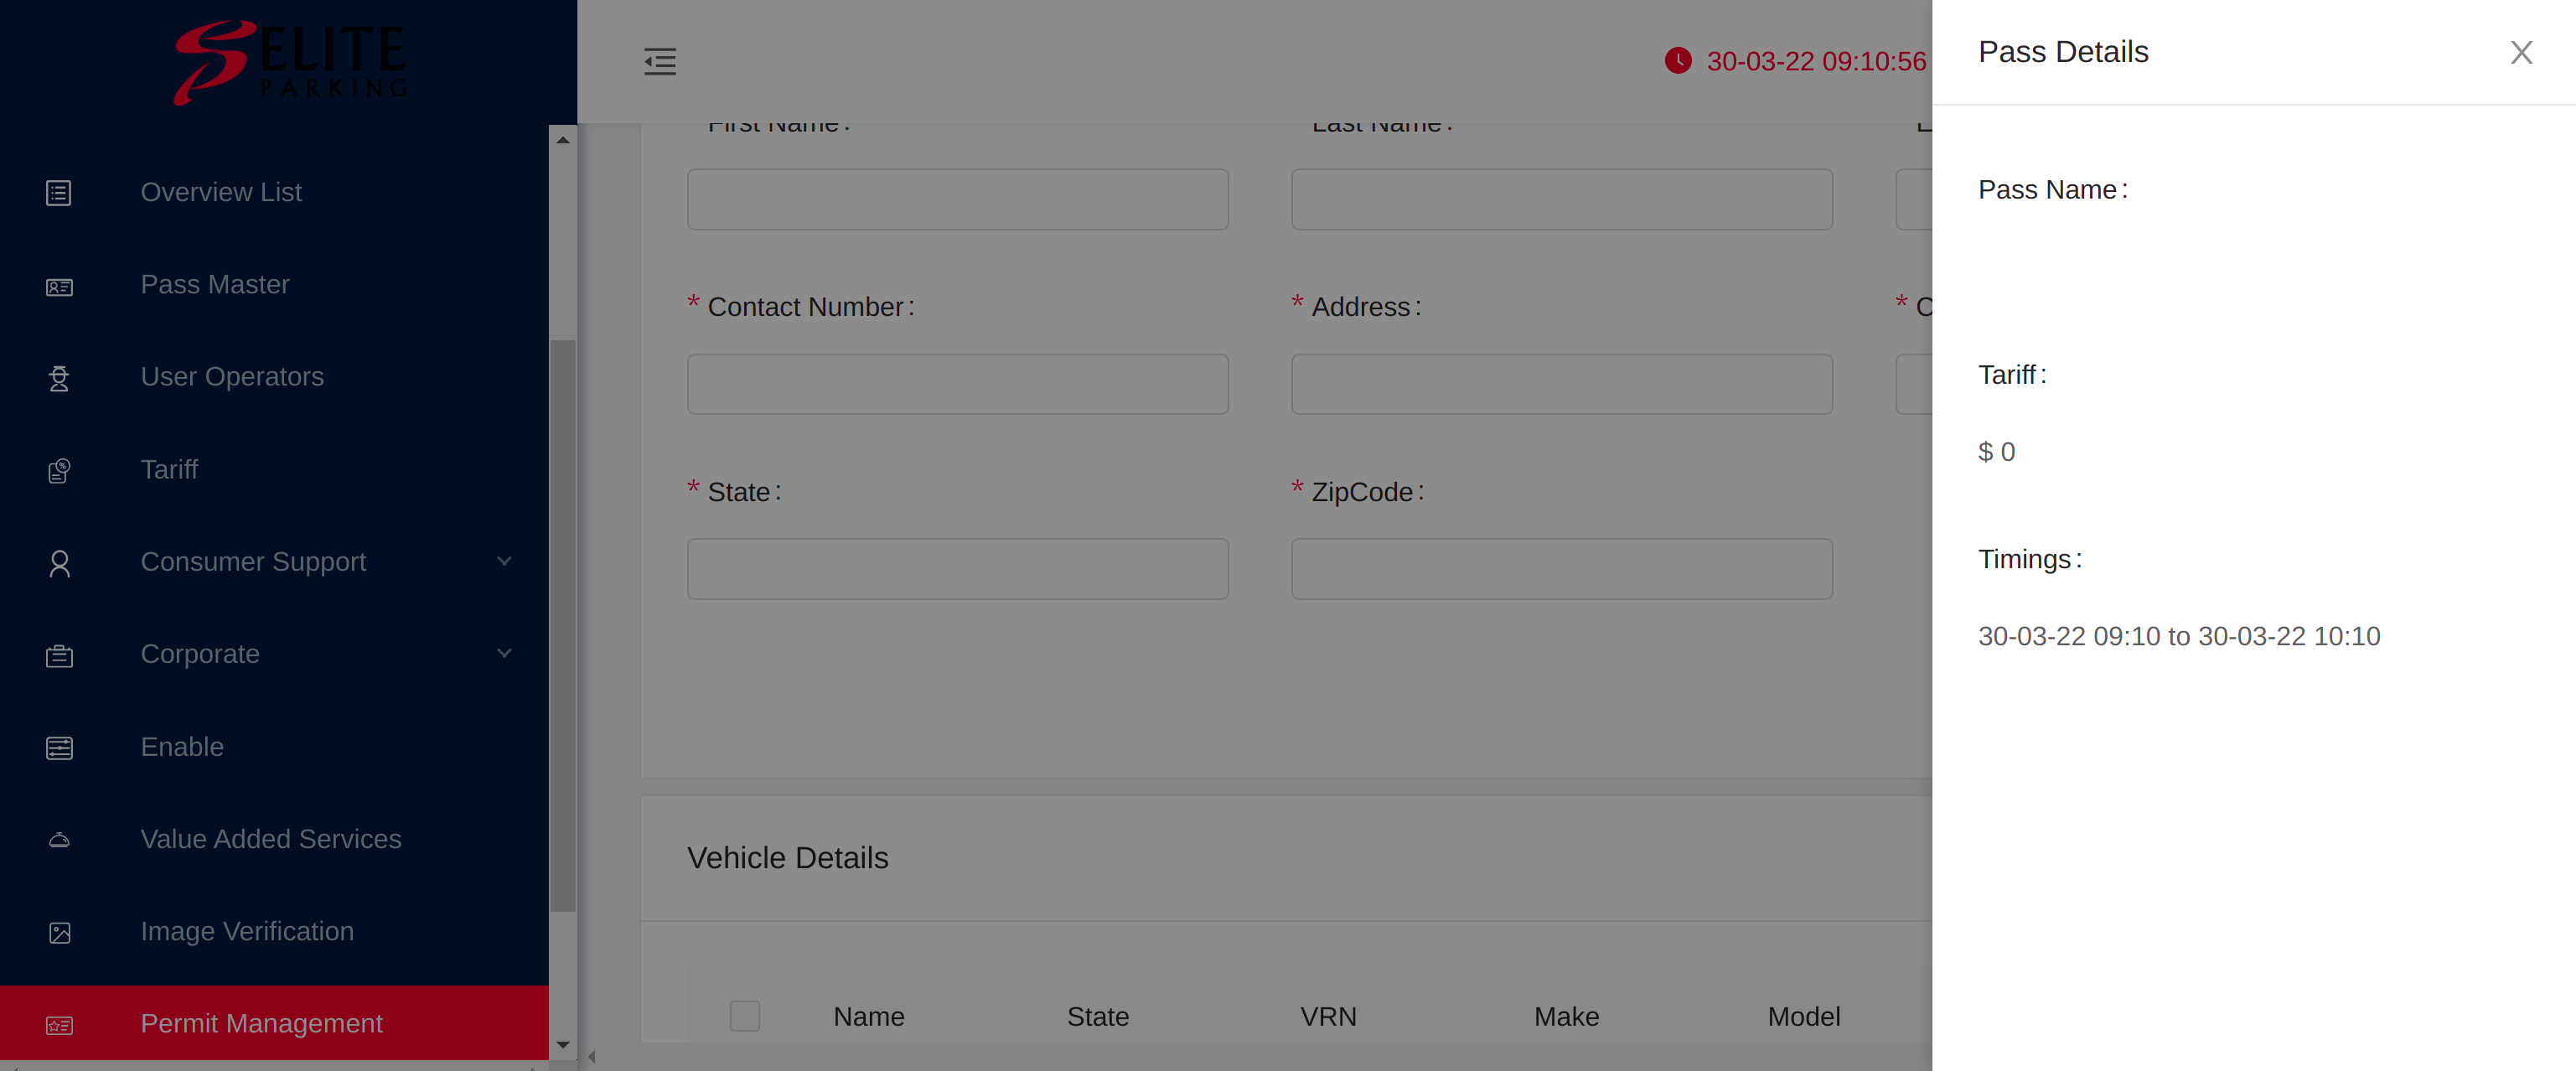 ELITE
PARKING
Overview List
Pass Master
User Operators
Tariff
Consumer Support
Corporate
Enable
Value Added Services
Image Verification
Permit Management
30-03-22 09:10:56
First Name :
Last Name :
* Contact Number :
* Address :
* C
* State :
* ZipCode :
Vehicle Details
Name State VRN Make Model
Pass Details
Pass Name :
Tariff :
$ 0
Timings :
30-03-22 09:10 to 30-03-22 10:10